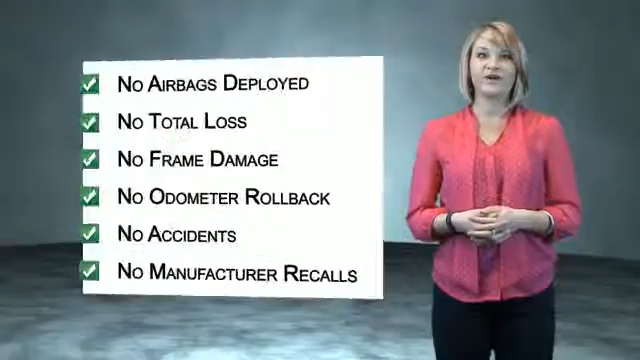 No Airbags Deployed
No Total Loss
No Frame Damage
No Odometer Rollback
No Accidents
No Manufacturer Recalls